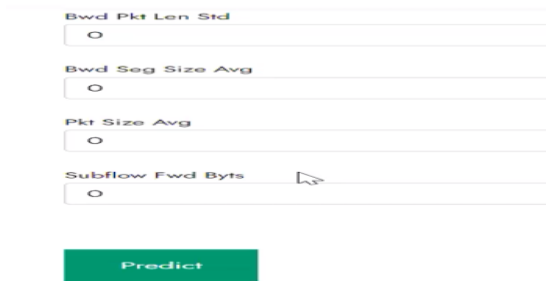 Bwd Pkt Len Std
0
Bwd Seg Size Avg
0
Pkt Size Avg
0
Subflow Fwd Byts
0
Predict